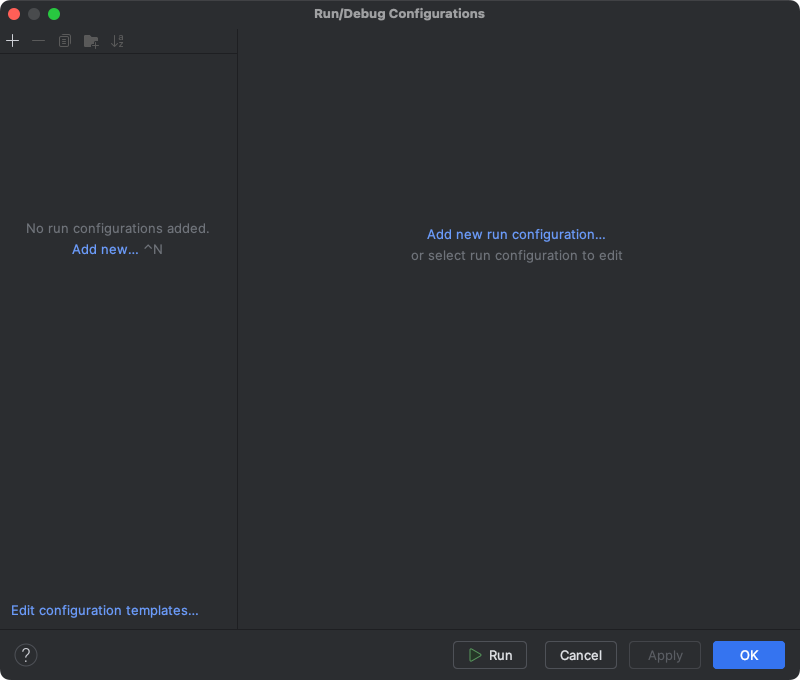 Run/Debug Configurations
No run configurations added.
Add new... ^N
Add new run configuration...
or select run configuration to edit
Edit configuration templates...
?
Run
Cancel
Apply
OK